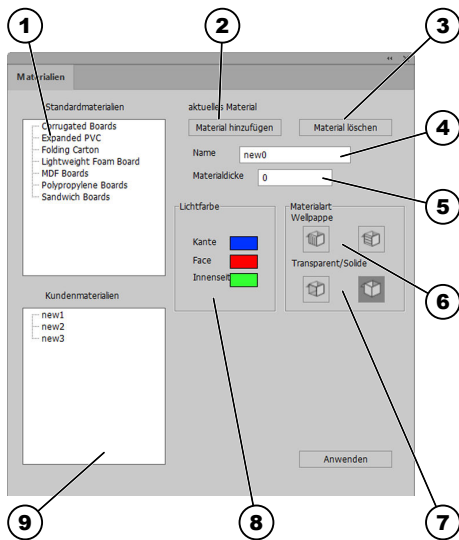 1
2
3
Materialien
Standardmaterialien
aktuelles Material
Corrugated Boards
Expanded PVC
Folding Carton
Lightweight Foam Board
MDF Boards
Polypropylene Boards
Sandwich Boards
Material hinzufügen
Material löschen
4
Name
new0
Materialdicke
0
5
Lichtfarbe
Kante
Face
Innenseit
Materialart
Wellpappe
Transparent/Solide
6
Kundenmaterialien
new1
new2
new3
Anwenden
9
8
7